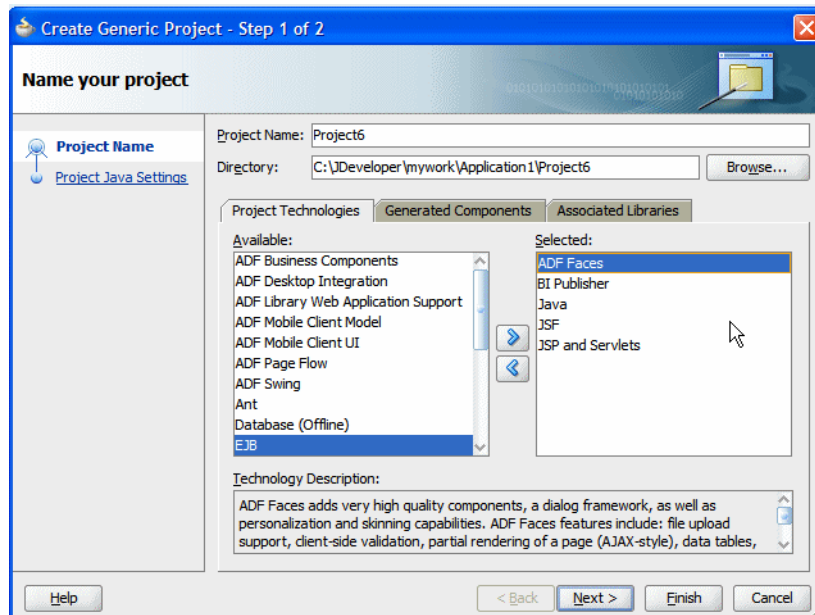 Create Generic Project - Step 1 of 2
Name your project
Project Name
Project Java Settings
Project Name: Project6
Directory: C:\JDeveloper\mywork\Application1\Project6 Browse...
Project Technologies Generated Components Associated Libraries
Available:
ADF Business Components
ADF Desktop Integration
ADF Library Web Application Support
ADF Mobile Client Model
ADF Mobile Client UI
ADF Page Flow
ADF Swing
Ant
Database (Offline)
EJB
Selected:
ADF Faces
BI Publisher
Java
JSF
JSP and Servlets
Technology Description:
ADF Faces adds very high quality components, a dialog framework, as well as
personalization and skinning capabilities. ADF Faces features include: file upload
support, client-side validation, partial rendering of a page (AJAX-style), data tables,
Help < Back Next > Finish Cancel